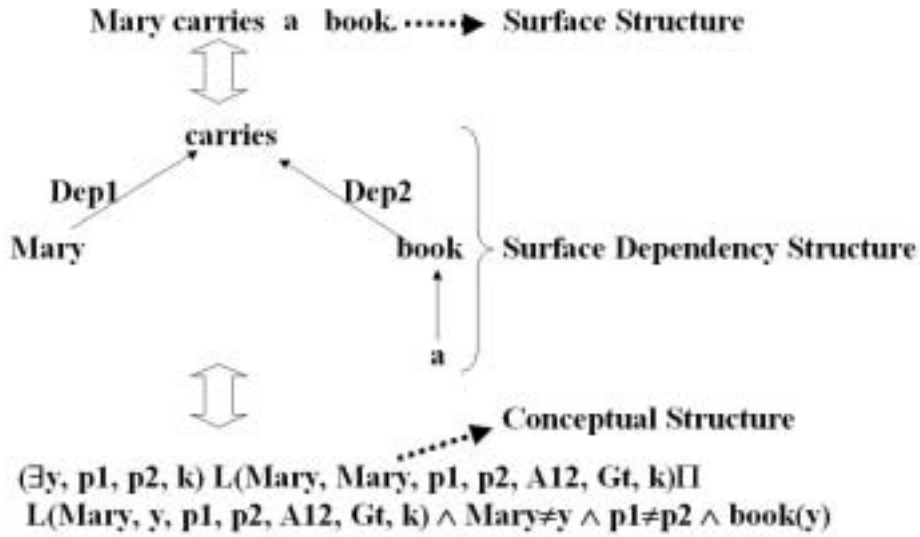 Mary carries a book. Surface Structure
carries
Dep1 Dep2
Mary book Surface Dependency Structure
a
Conceptual Structure
(∃y, p1, p2, k) L(Mary, Mary, p1, p2, A12, Gt, k)Π
L(Mary, y, p1, p2, A12, Gt, k) ∧ Mary≠y ∧ p1≠p2 ∧ book(y)